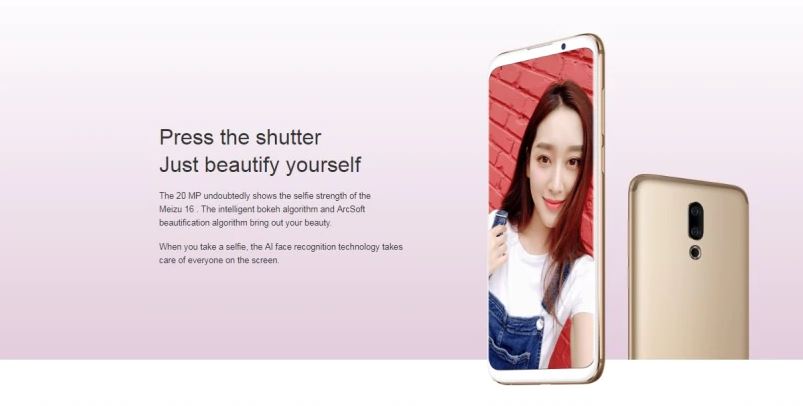 Press the shutter
Just beautify yourself
The 20 MP undoubtedly shows the selfie strength of the
Meizu 16 . The intelligent bokeh algorithm and ArcSoft
beautification algorithm bring out your beauty.
When you take a selfie, the AI face recognition technology takes
care of everyone on the screen.